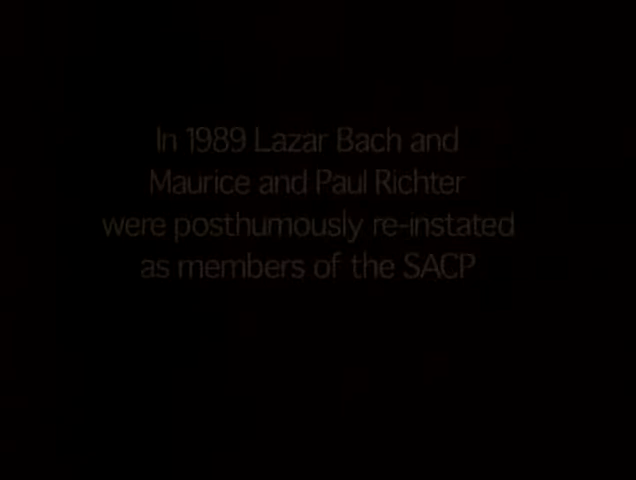 In 1989 Lazar Bach and
Maurice and Paul Richter
were posthumously re-instated
as members of the SACP